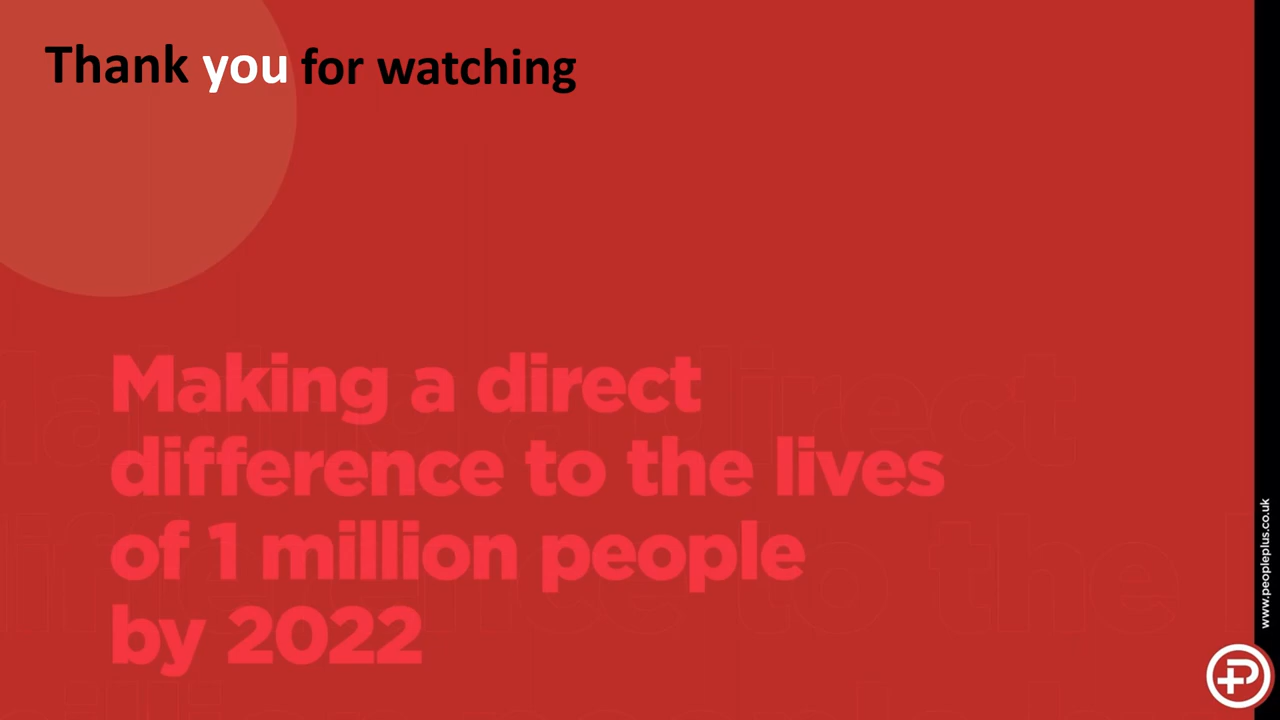 Thank you for watching
Making a direct
difference to the lives
of 1 million people
by 2022
www.peopleplus.co.uk